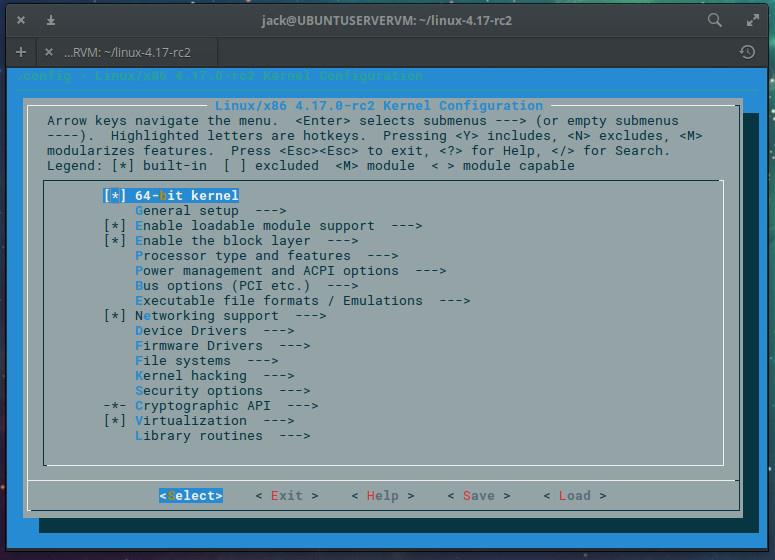 jack@UBUNTUSERVERVM: ~/linux-4.17-rc2
...RVM: ~/linux-4.17-rc2
.config - Linux/x86 4.17.0-rc2 Kernel Configuration
Linux/x86 4.17.0-rc2 Kernel Configuration
Arrow keys navigate the menu.  <Enter> selects submenus ---> (or empty submenus
----).  Highlighted letters are hotkeys.  Pressing <Y> includes, <N> excludes, <M>
modularizes features.  Press <Esc><Esc> to exit, <?> for Help, </> for Search.
Legend: [*] built-in  [ ] excluded  <M> module  < > module capable
[*] 64-bit kernel
General setup  --->
[*] Enable loadable module support  --->
[*] Enable the block layer  --->
Processor type and features  --->
Power management and ACPI options  --->
Bus options (PCI etc.)  --->
Executable file formats / Emulations  --->
[*] Networking support  --->
Device Drivers  --->
Firmware Drivers  --->
File systems  --->
Kernel hacking  --->
Security options  --->
-*- Cryptographic API  --->
[*] Virtualization  --->
Library routines  --->
<Select>    < Exit >    < Help >    < Save >    < Load >